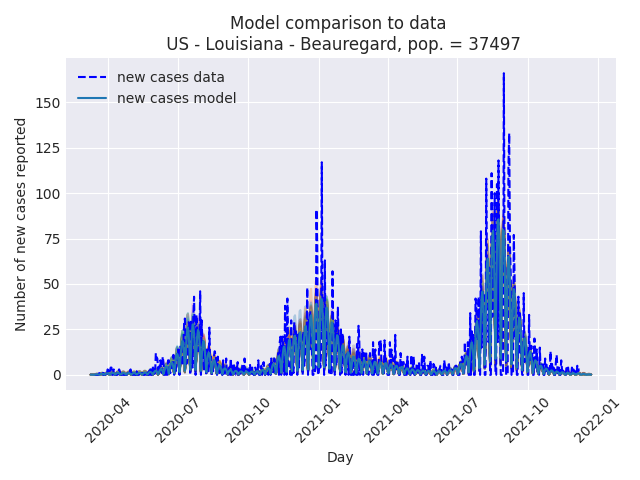 Model comparison to data
US - Louisiana - Beauregard, pop. = 37497
new cases data
new cases model
Number of new cases reported
150
125
100
75
50
25
0
2020-04
2020-07
2020-10
2021-01
2021-04
2021-07
2021-10
2022-01
Day